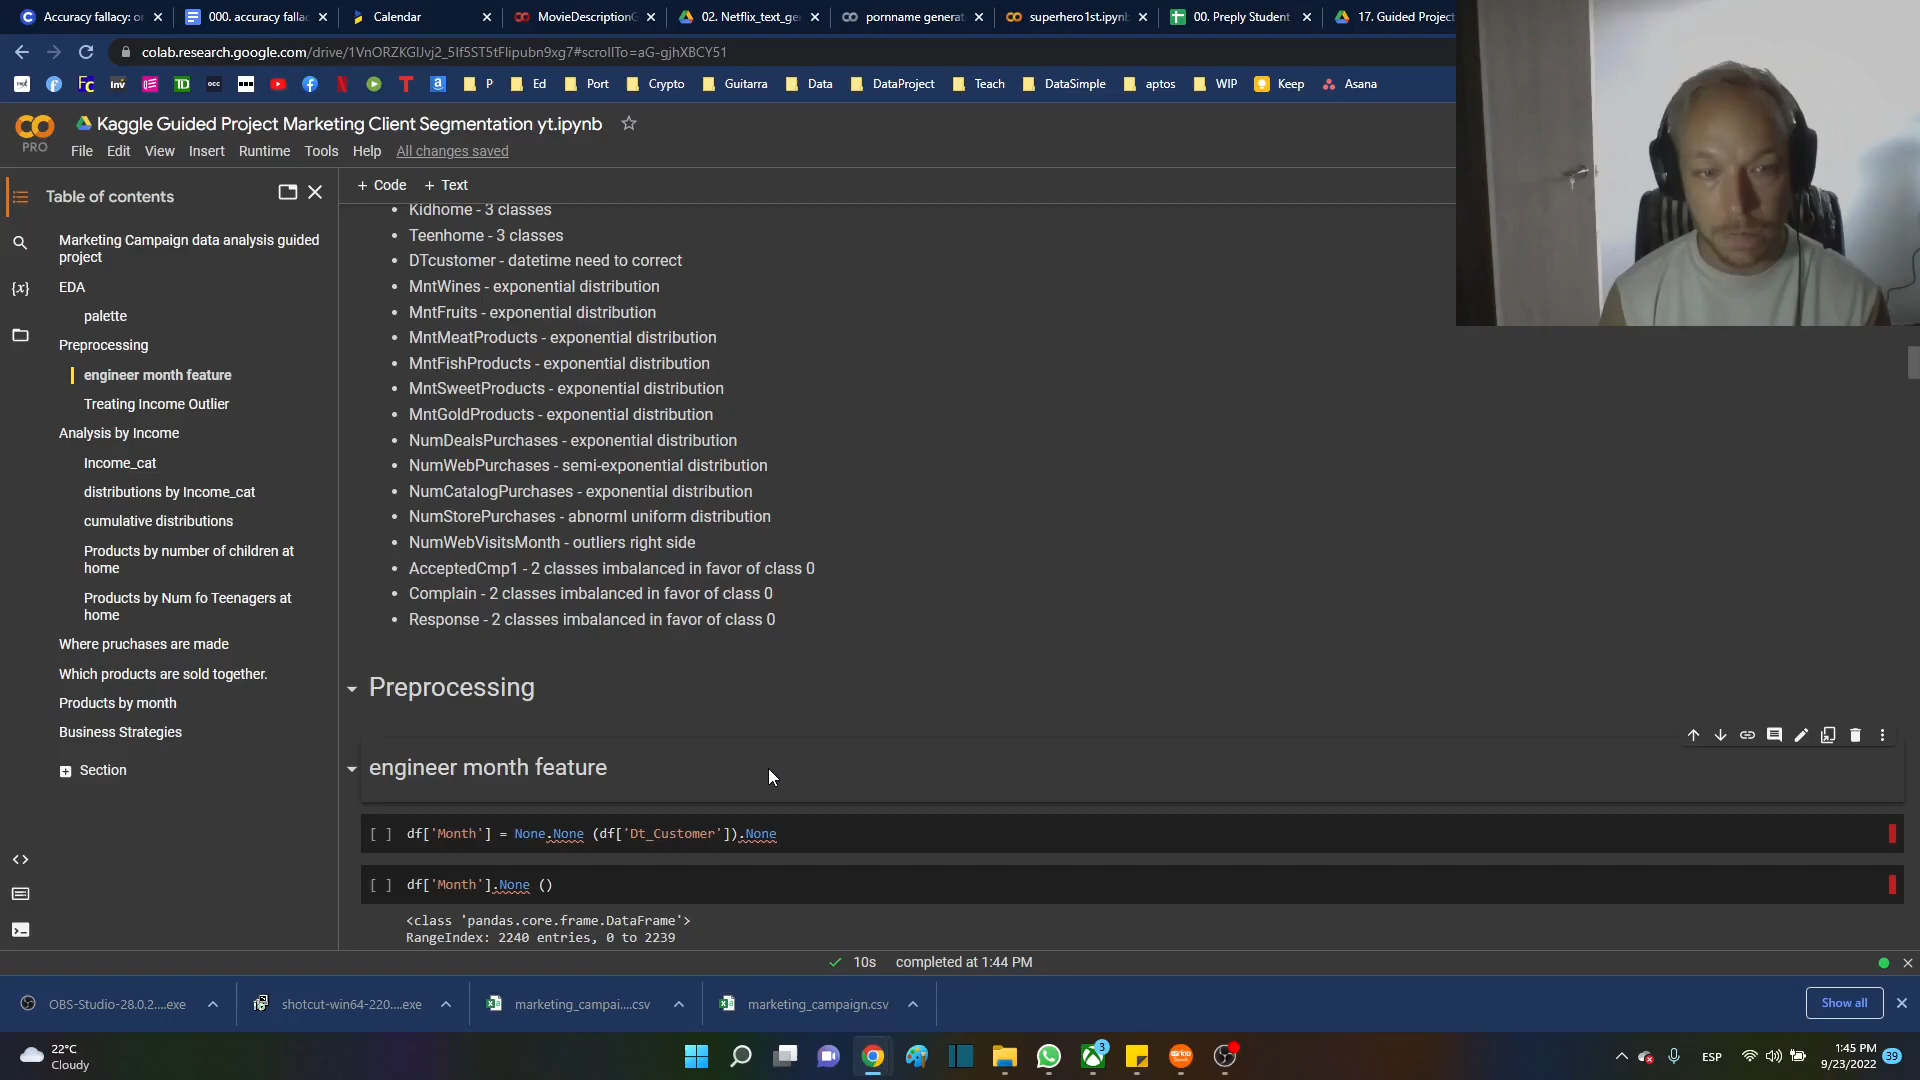 Accuracy fallacy: or
000. accuracy fallac
Calendar
MovieDescriptionG
02. Netflix_text_ge
pornname generat
superhero1st.ipynb
00. Preply Student
17. Guided Project
colab.research.google.com/drive/1VnORZKGlJvj2_5lf5ST5tFlipubn9xg7#scrollTo=aG-gjhXBCY51
P
Ed
Port
Crypto
Guitarra
Data
DataProject
Teach
DataSimple
aptos
WIP
Keep
Asana
PRO
Kaggle Guided Project Marketing Client Segmentation yt.ipynb
File Edit View Insert Runtime Tools Help All changes saved
Table of contents
Marketing Campaign data analysis guided
project
EDA
palette
Preprocessing
engineer month feature
Treating Income Outlier
Analysis by Income
Income_cat
distributions by Income_cat
cumulative distributions
Products by number of children at
home
Products by Num fo Teenagers at
home
Where pruchases are made
Which products are sold together.
Products by month
Business Strategies
Section
+ Code + Text
• Kidhome - 3 classes
• Teenhome - 3 classes
• DTcustomer - datetime need to correct
• MntWines - exponential distribution
• MntFruits - exponential distribution
• MntMeatProducts - exponential distribution
• MntFishProducts - exponential distribution
• MntSweetProducts - exponential distribution
• MntGoldProducts - exponential distribution
• NumDealsPurchases - exponential distribution
• NumWebPurchases - semi-exponential distribution
• NumCatalogPurchases - exponential distribution
• NumStorePurchases - abnorml uniform distribution
• NumWebVisitsMonth - outliers right side
• AcceptedCmp1 - 2 classes imbalanced in favor of class 0
• Complain - 2 classes imbalanced in favor of class 0
• Response - 2 classes imbalanced in favor of class 0
Preprocessing
engineer month feature
[ ] df['Month'] = None.None (df['Dt_Customer']).None
[ ] df['Month'].None ()
<class 'pandas.core.frame.DataFrame'>
RangeIndex: 2240 entries, 0 to 2239
10s completed at 1:44 PM
OBS-Studio-28.0.2....exe
shotcut-win64-220....exe
marketing_campai....csv
marketing_campaign.csv
Show all
22°C
Cloudy
3
ESP
1:45 PM
9/23/2022
39